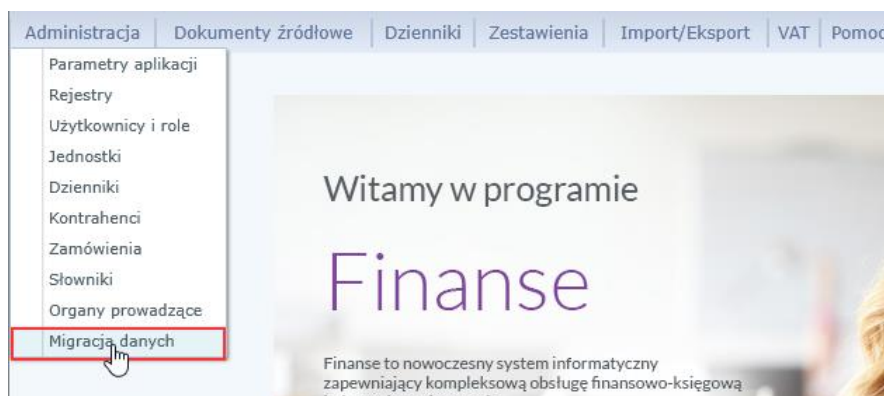 Administracja Dokumenty źródłowe Dzienniki Zestawienia Import/Eksport VAT Pomoc
Parametry aplikacji
Rejestry
Użytkownicy i role
Jednostki
Dzienniki
Kontrahenci
Zamówienia
Słowniki
Organy prowadzące
Migracja danych
Witamy w programie
Finanse
Finanse to nowoczesny system informatyczny
zapewniający kompleksową obsługę finansowo-księgową